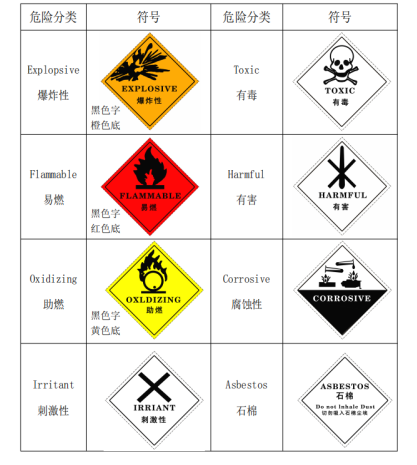 危险分类 符号 危险分类 符号
Explopsive
爆炸性
EXPLOSIVE
爆炸性
黑色字
橙色底
Toxic
有毒
TOXIC
有毒
Flammable
易燃
FLAMMABLE
易燃
黑色字
红色底
Harmful
有害
HARMFUL
有害
Oxidizing
助燃
OXLDIZING
助燃
黑色字
黄色底
Corrosive
腐蚀性
CORROSIVE
Irritant
刺激性
IRRIANT
刺激性
Asbestos
石棉
ASBESTOS
石棉
Do not Inhale Dust
切勿吸入石棉尘埃